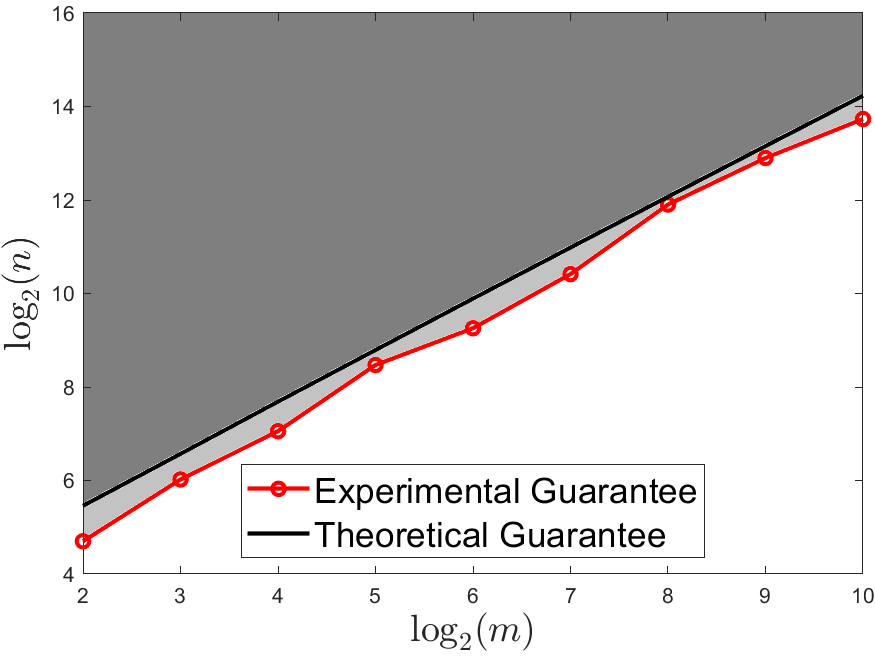 16
14
12
10
8
6
4
log₂(n)
Experimental Guarantee
Theoretical Guarantee
2 3 4 5 6 7 8 9 10
log₂(m)